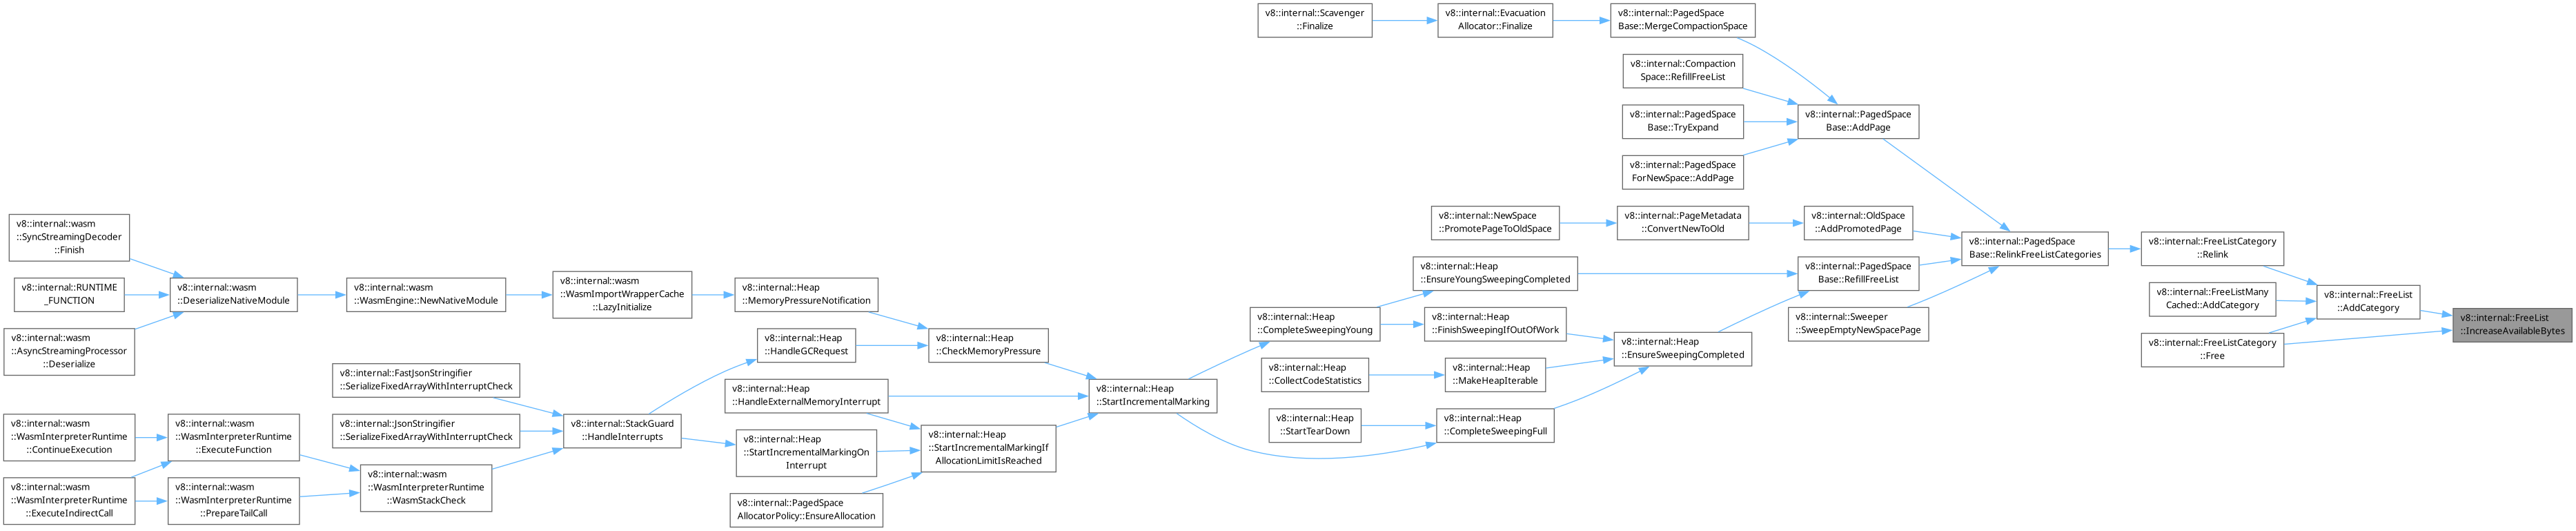 v8::internal::Scavenger
::Finalize
v8::internal::Evacuation
Allocator::Finalize
v8::internal::PagedSpace
Base::MergeCompactionSpace
v8::internal::Compaction
Space::RefillFreeList
v8::internal::PagedSpace
Base::TryExpand
v8::internal::PagedSpace
Base::AddPage
v8::internal::PagedSpace
ForNewSpace::AddPage
v8::internal::NewSpace
::PromotePageToOldSpace
v8::internal::PageMetadata
::ConvertNewToOld
v8::internal::OldSpace
::AddPromotedPage
v8::internal::PagedSpace
Base::RelinkFreeListCategories
v8::internal::FreeListCategory
::Relink
v8::internal::wasm
::SyncStreamingDecoder
::Finish
v8::internal::RUNTIME
_FUNCTION
v8::internal::wasm
::AsyncStreamingProcessor
::Deserialize
v8::internal::wasm
::DeserializeNativeModule
v8::internal::wasm
::WasmEngine::NewNativeModule
v8::internal::wasm
::WasmImportWrapperCache
::LazyInitialize
v8::internal::Heap
::MemoryPressureNotification
v8::internal::Heap
::EnsureYoungSweepingCompleted
v8::internal::PagedSpace
Base::RefillFreeList
v8::internal::FreeListMany
Cached::AddCategory
v8::internal::FreeList
::AddCategory
v8::internal::FreeList
::IncreaseAvailableBytes
v8::internal::Heap
::HandleGCRequest
v8::internal::Heap
::CheckMemoryPressure
v8::internal::Heap
::CompleteSweepingYoung
v8::internal::Heap
::FinishSweepingIfOutOfWork
v8::internal::Sweeper
::SweepEmptyNewSpacePage
v8::internal::Heap
::EnsureSweepingCompleted
v8::internal::FreeListCategory
::Free
v8::internal::FastJsonStringifier
::SerializeFixedArrayWithInterruptCheck
v8::internal::Heap
::HandleExternalMemoryInterrupt
v8::internal::Heap
::StartIncrementalMarking
v8::internal::Heap
::CollectCodeStatistics
v8::internal::Heap
::MakeHeapIterable
v8::internal::wasm
::WasmInterpreterRuntime
::ContinueExecution
v8::internal::wasm
::WasmInterpreterRuntime
::ExecuteFunction
v8::internal::JsonStringifier
::SerializeFixedArrayWithInterruptCheck
v8::internal::StackGuard
::HandleInterrupts
v8::internal::Heap
::StartIncrementalMarkingOn
Interrupt
v8::internal::Heap
::StartIncrementalMarkingIf
AllocationLimitIsReached
v8::internal::Heap
::StartTearDown
v8::internal::Heap
::CompleteSweepingFull
v8::internal::wasm
::WasmInterpreterRuntime
::ExecuteIndirectCall
v8::internal::wasm
::WasmInterpreterRuntime
::PrepareTailCall
v8::internal::wasm
::WasmInterpreterRuntime
::WasmStackCheck
v8::internal::PagedSpace
AllocatorPolicy::EnsureAllocation